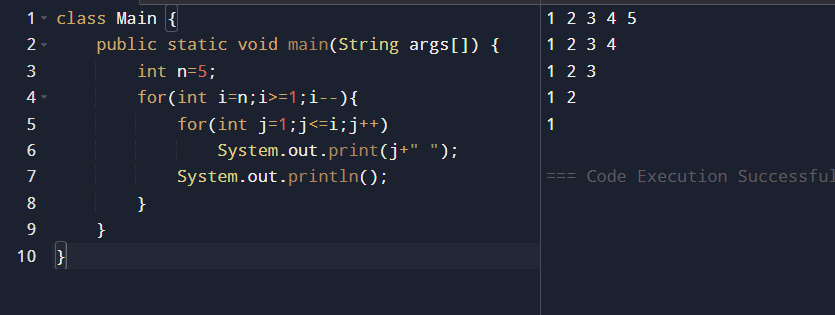 1 class Main {
2 public static void main(String args[]) {
3 int n=5;
4 for(int i=n;i>=1;i--){
5 for(int j=1;j<=i;j++)
6 System.out.print(j+" ");
7 System.out.println();
8 }
9 }
10 }
1 2 3 4 5
1 2 3 4
1 2 3
1 2
1
=== Code Execution